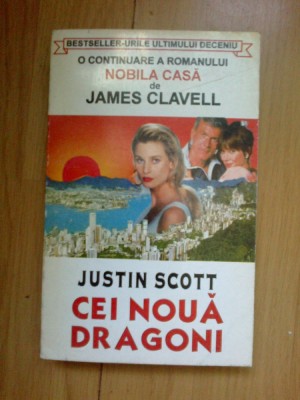 BESTSELLER-URILE ULTIMULUI DECENIU
O CONTINUARE A ROMANULUI
NOBILA CASĂ
de
JAMES CLAVELL
JUSTIN SCOTT
CEI NOUĂ
DRAGONI